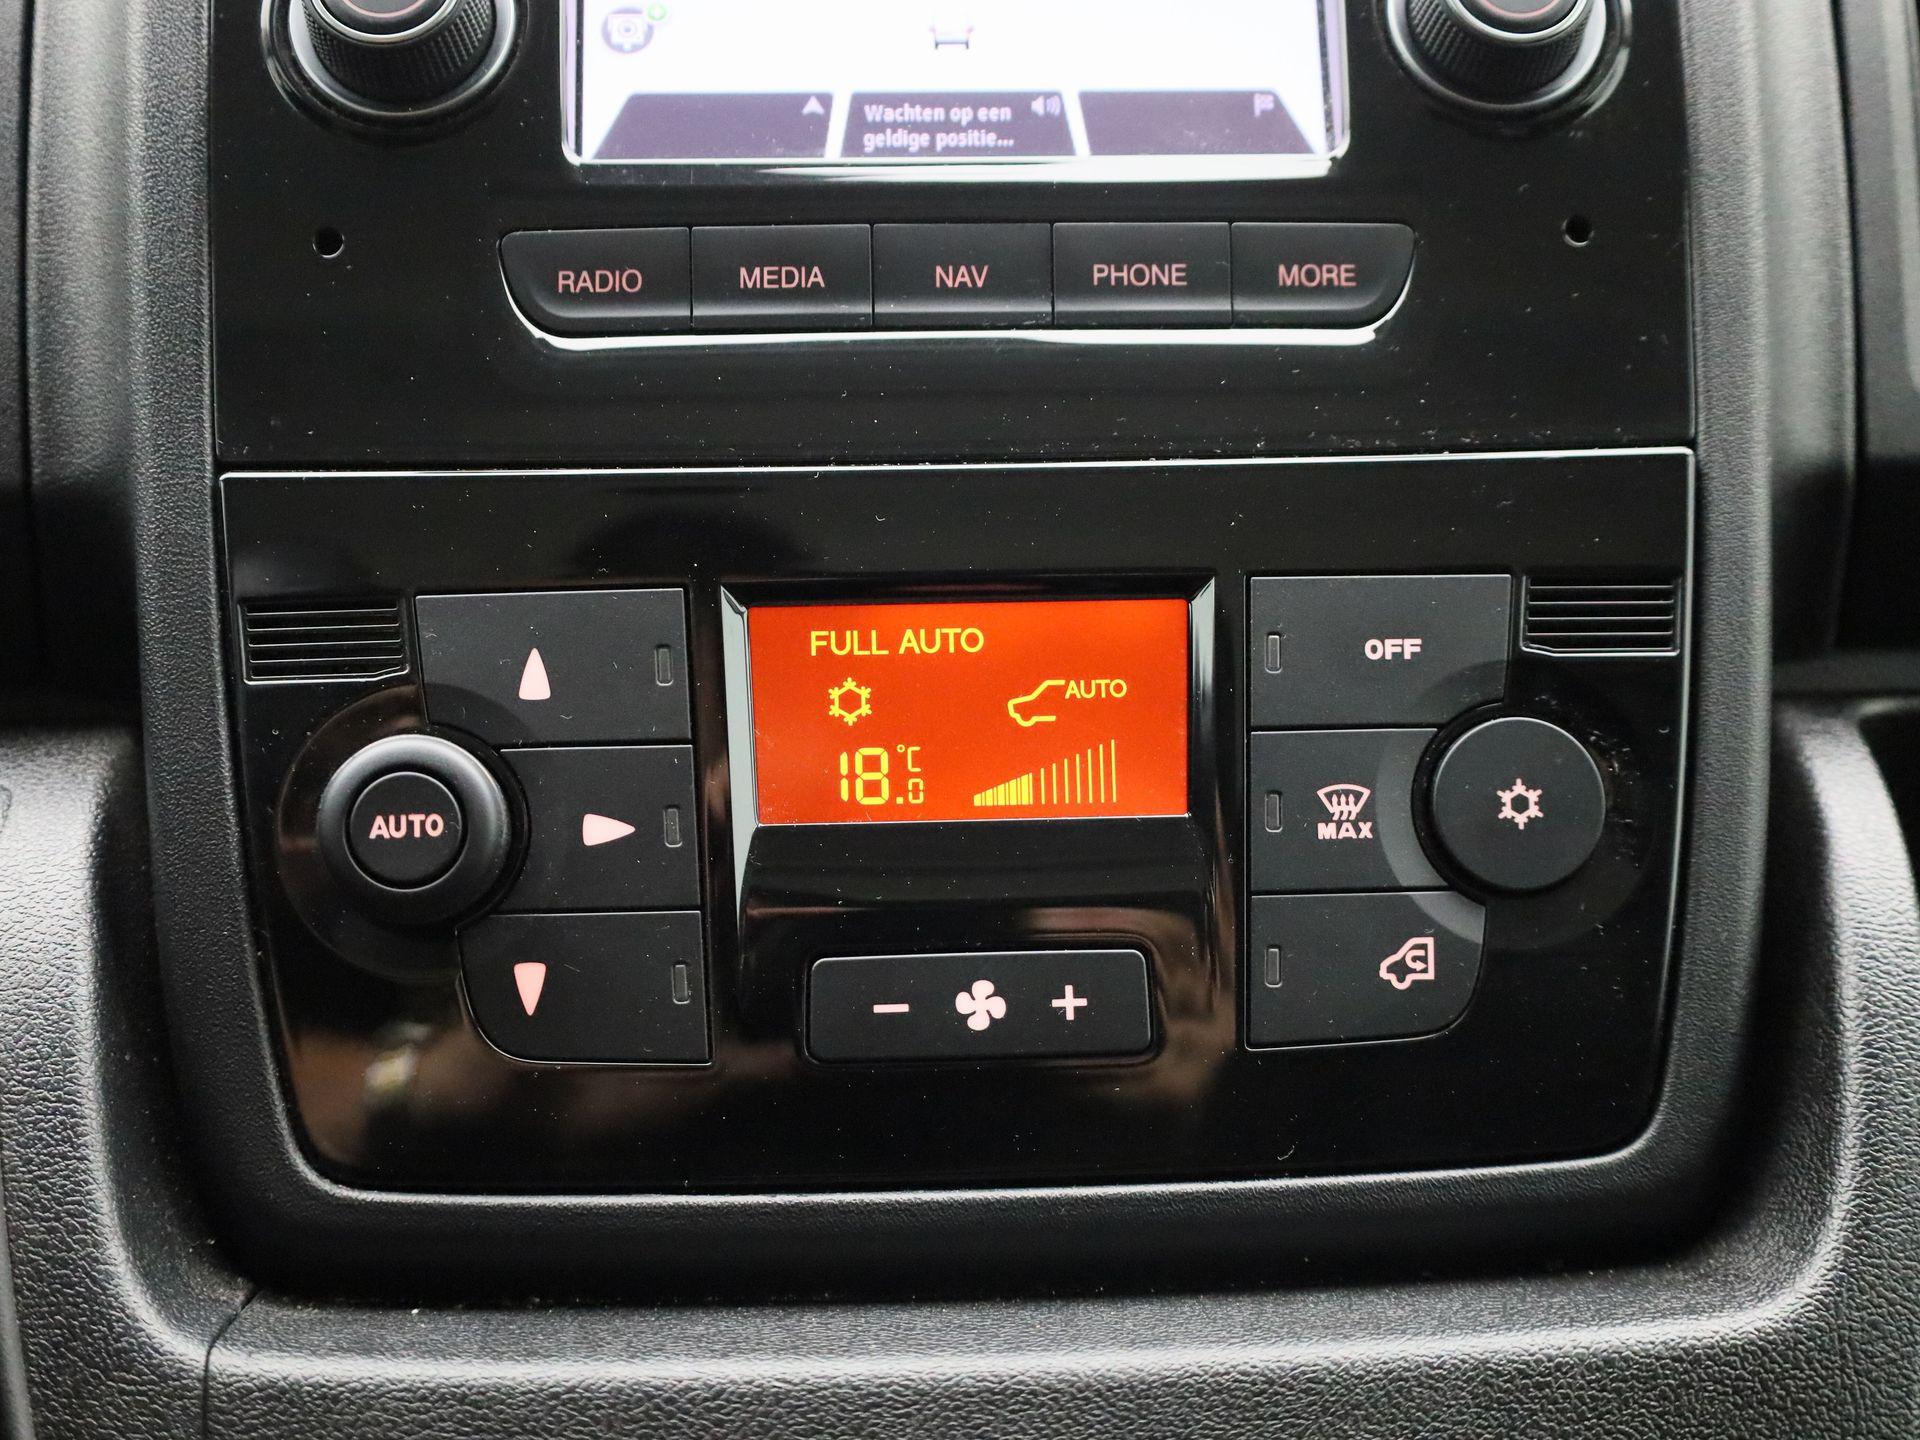 Wachten op een
geldige positie...
RADIO MEDIA NAV PHONE MORE
FULL AUTO
AUTO
18.0 °C
AUTO
OFF
MAX
- +